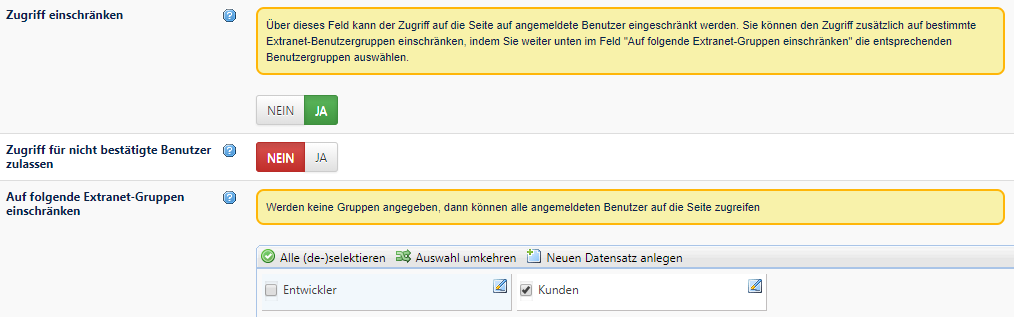 Zugriff einschränken
Über dieses Feld kann der Zugriff auf die Seite auf angemeldete Benutzer eingeschränkt werden. Sie können den Zugriff zusätzlich auf bestimmte
Extranet-Benutzergruppen einschränken, indem Sie weiter unten im Feld "Auf folgende Extranet-Gruppen einschränken" die entsprechenden
Benutzergruppen auswählen.
NEIN JA
Zugriff für nicht bestätigte Benutzer
zulassen
NEIN JA
Auf folgende Extranet-Gruppen
einschränken
Werden keine Gruppen angegeben, dann können alle angemeldeten Benutzer auf die Seite zugreifen
Alle (de-)selektieren Auswahl umkehren Neuen Datensatz anlegen
Entwickler Kunden